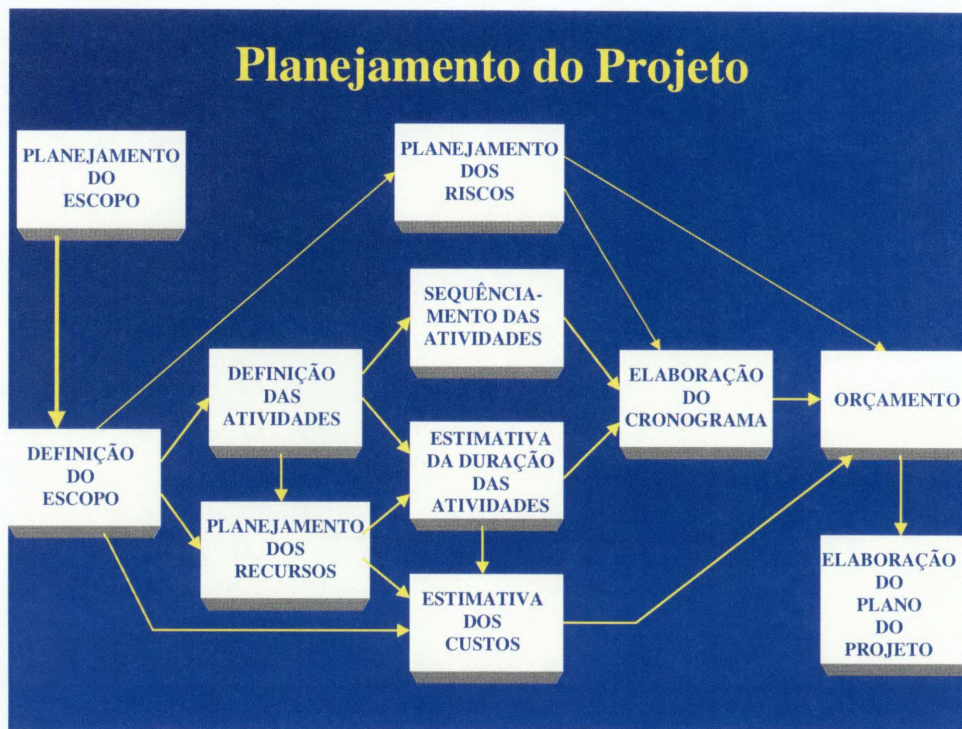 Planejamento do Projeto
PLANEJAMENTO
DO
ESCOPO
PLANEJAMENTO
DOS
RISCOS
SEQUÊNCIA-
MENTO DAS
ATIVIDADES
DEFINIÇÃO
DAS
ATIVIDADES
ELABORAÇÃO
DO
CRONOGRAMA
ORÇAMENTO
DEFINIÇÃO
DO
ESCOPO
ESTIMATIVA
DA DURAÇÃO
DAS
ATIVIDADES
PLANEJAMENTO
DOS
RECURSOS
ESTIMATIVA
DOS
CUSTOS
ELABORAÇÃO
DO
PLANO
DO
PROJETO